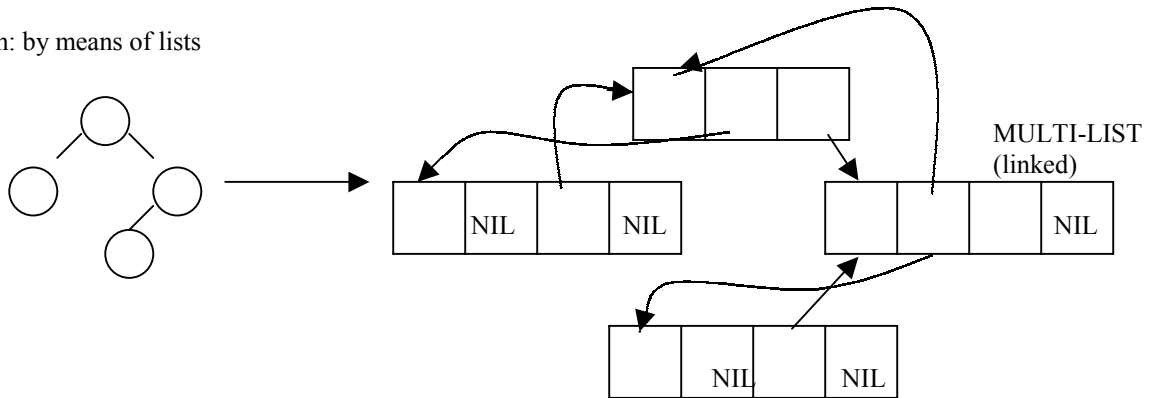 n: by means of lists
MULTI-LIST
(linked)
NIL
NIL
NIL
NIL
NIL